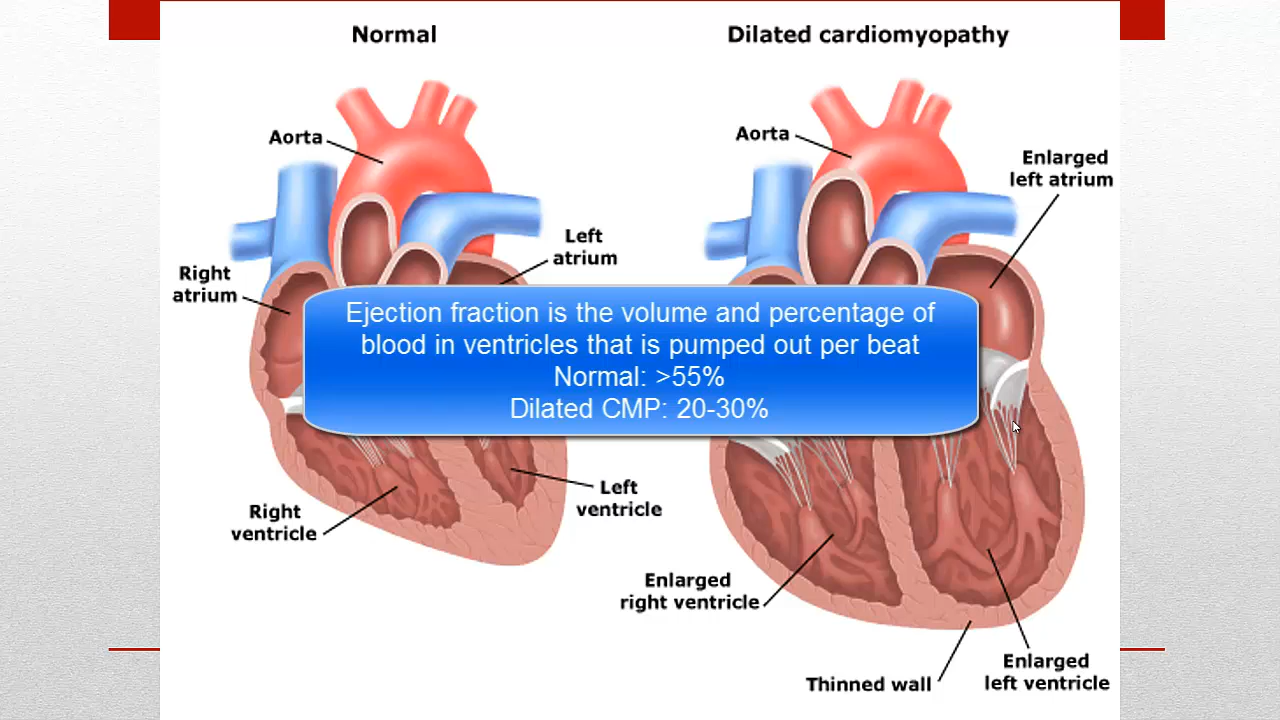 Normal
Dilated cardiomyopathy
Aorta
Aorta
Enlarged
left atrium
Left
atrium
Right
atrium
Ejection fraction is the volume and percentage of
blood in ventricles that is pumped out per beat
Normal: >55%
Dilated CMP: 20-30%
Left
ventricle
Right
ventricle
Enlarged
right ventricle
Enlarged
left ventricle
Thinned wall